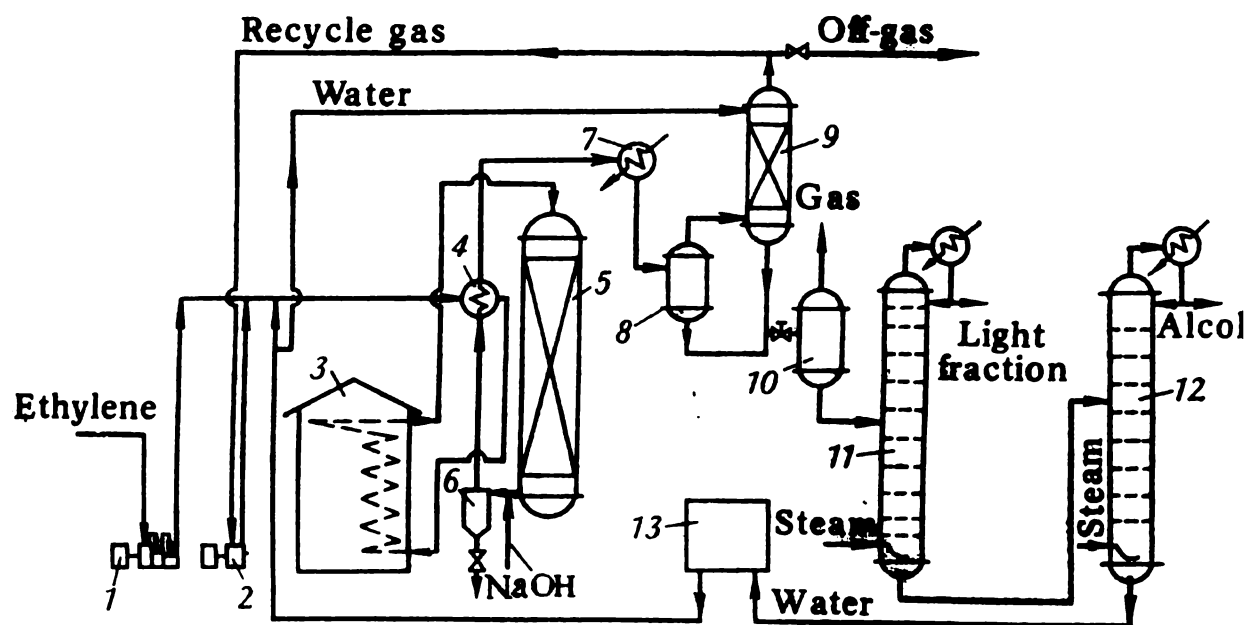 Recycle gas
Off-gas
Water
7
9
Gas
4
5
8
Light
fraction
Alcol
3
10
12
Ethylene
11
Steam
6
13
Steam
1
2
NaOH
Water